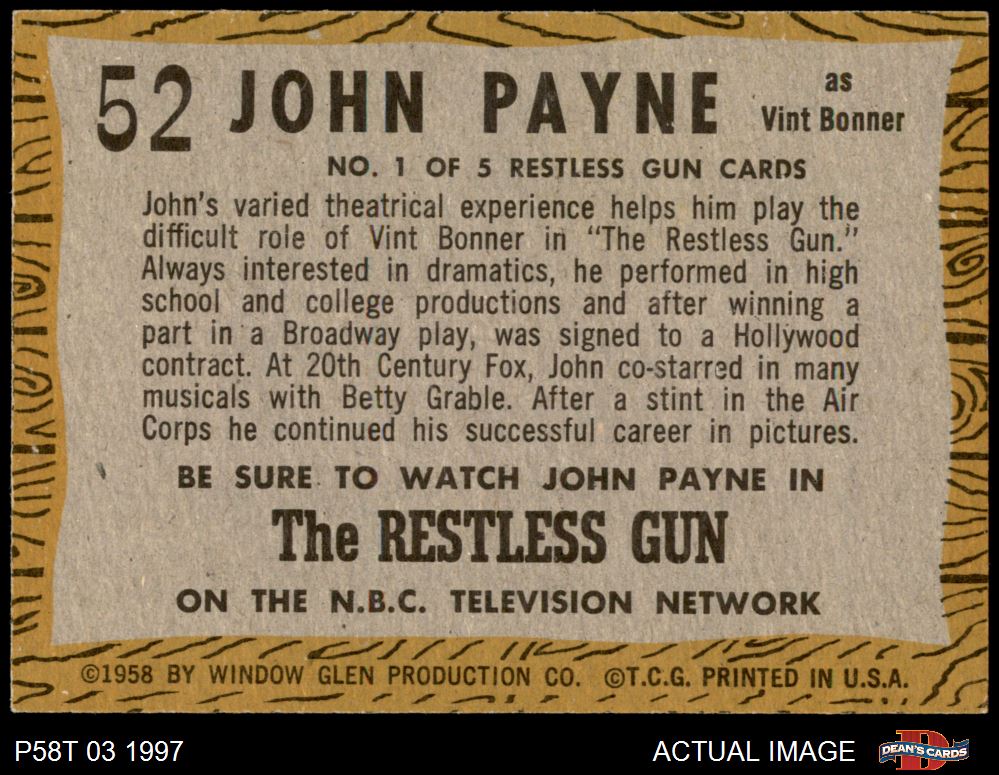 52 JOHN PAYNE as
Vint Bonner
NO. 1 OF 5 RESTLESS GUN CARDS
John's varied theatrical experience helps him play the
difficult role of Vint Bonner in "The Restless Gun."
Always interested in dramatics, he performed in high
school and college productions and after winning a
part in a Broadway play, was signed to a Hollywood
contract. At 20th Century Fox, John co-starred in many
musicals with Betty Grable. After a stint in the Air
Corps he continued his successful career in pictures.
BE SURE TO WATCH JOHN PAYNE IN
The RESTLESS GUN
ON THE N.B.C. TELEVISION NETWORK
©1958 BY WINDOW GLEN PRODUCTION CO. ©T.C.G. PRINTED IN U.S.A.
P58T 03 1997 ACTUAL IMAGE D DEAN'S CARDS